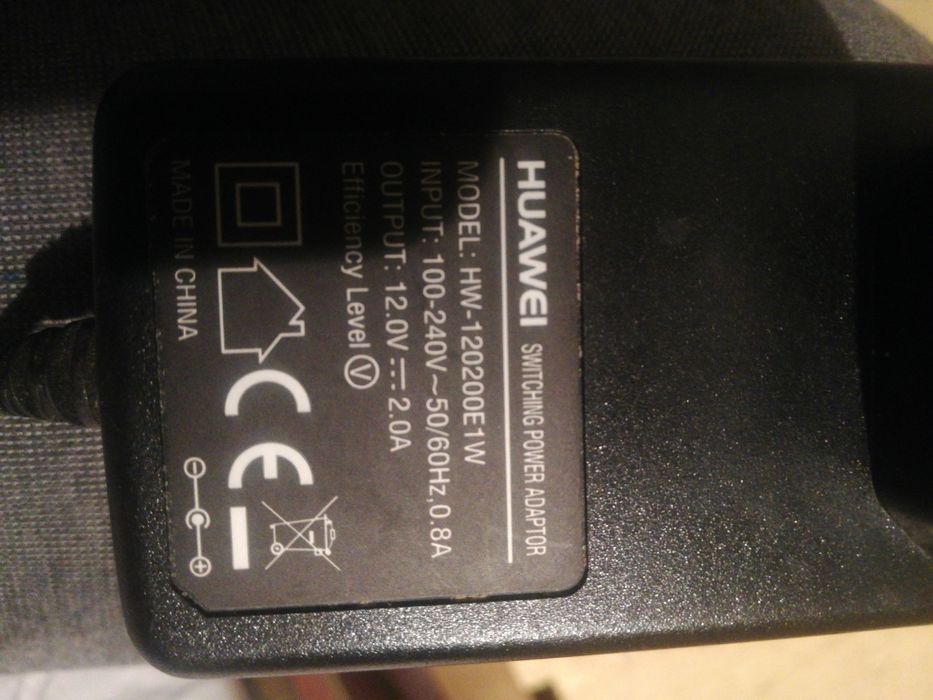 HUAWEI SWITCHING POWER ADAPTOR
MODEL: HW-120200E1W
INPUT: 100-240V~50/60Hz,0.8A
OUTPUT: 12.0V⎓2.0A
Efficiency Level Ⓥ
CE
MADE IN CHINA